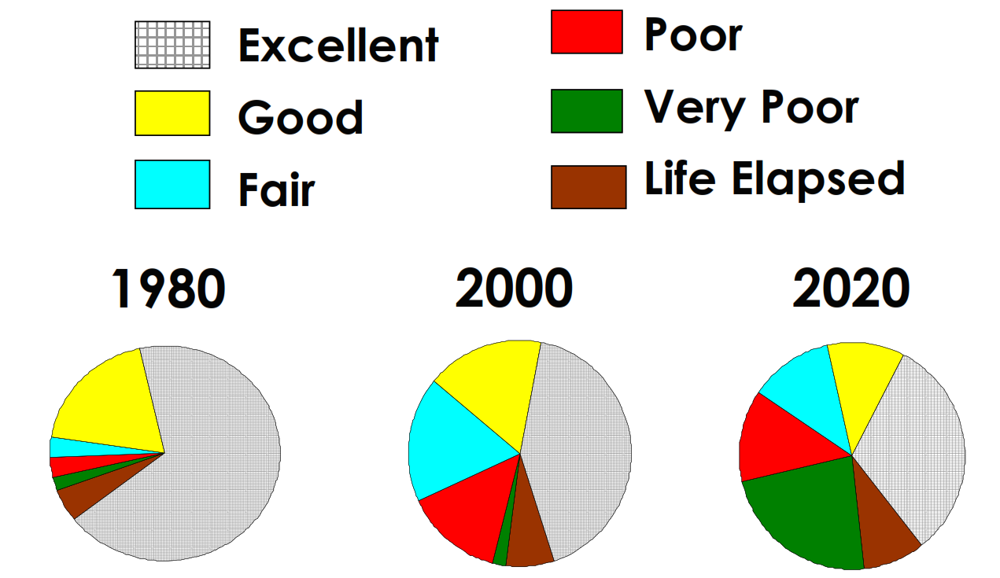 Excellent
Good
Fair
Poor
Very Poor
Life Elapsed
1980
2000
2020